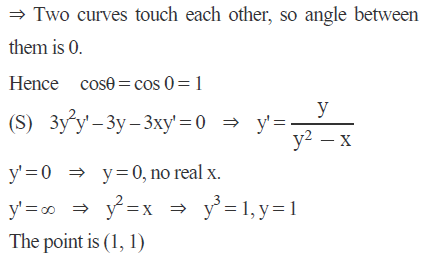 ⇒ Two curves touch each other, so angle between
them is 0.
Hence cosθ = cos 0 = 1
(S) 3y²y' – 3y – 3xy' = 0 ⇒ y' = y / (y² – x)
y' = 0 ⇒ y = 0, no real x.
y' = ∞ ⇒ y² = x ⇒ y³ = 1, y = 1
The point is (1, 1)